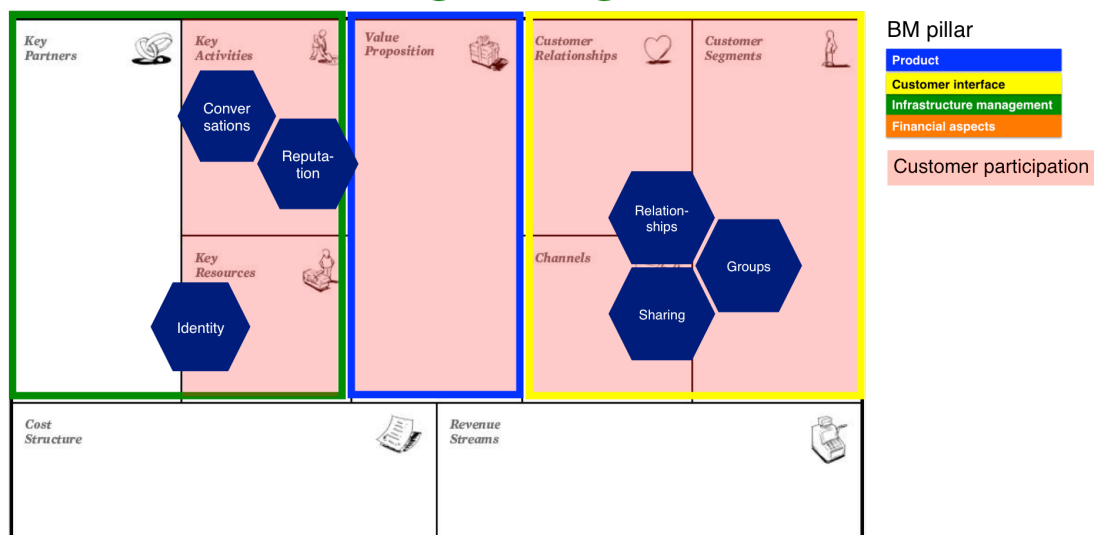 Key
Partners
Key
Activities
Value
Proposition
Customer
Relationships
Customer
Segments
Conver
sations
Reputa-
tion
Key
Resources
Identity
Channels
Relation-
ships
Groups
Sharing
Cost
Structure
Revenue
Streams
BM pillar
Product
Customer interface
Infrastructure management
Financial aspects
Customer participation